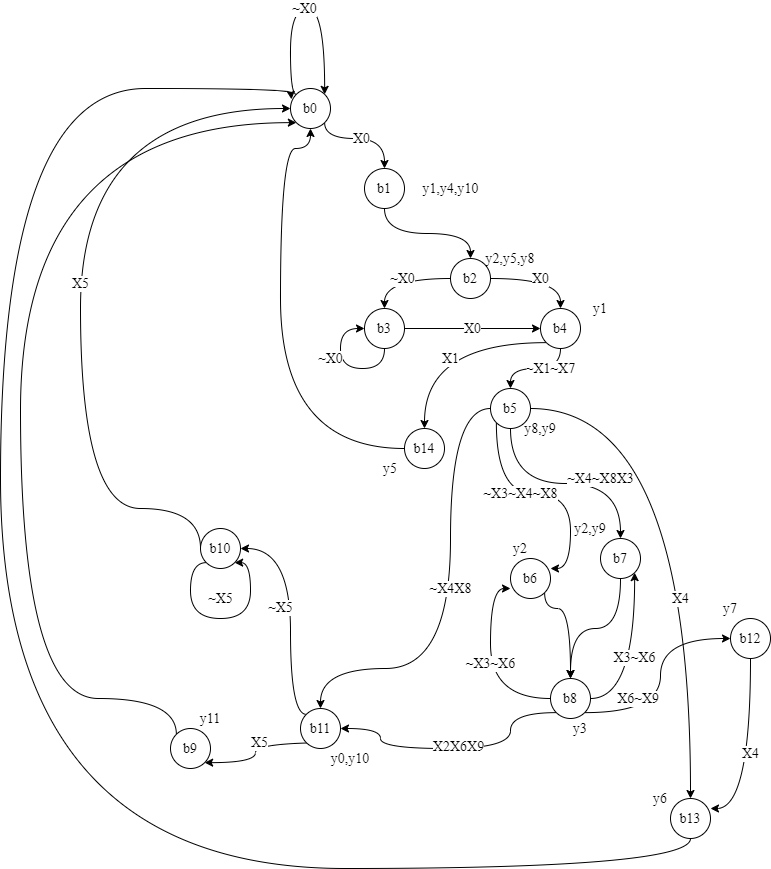 ~X0
b0
X0
b1
y1,y4,y10
y2,y5,y8
b2
~X0
X0
y1
b3
X0
b4
~X0
X1
~X1~X7
b5
y8,y9
b14
y5
~X4~X8X3
~X3~X4~X8
y2,y9
X5
b10
y2
b7
b6
~X5
~X4X8
~X5
X4
y7
b12
X3~X6
~X3~X6
b8
X6~X9
y11
b11
y3
b9
X5
X2X6X9
y0,y10
X4
y6
b13